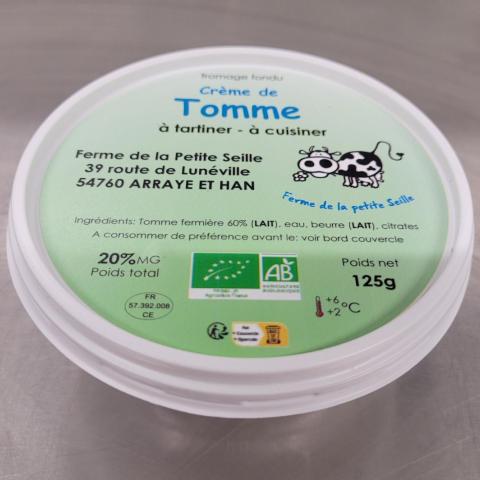 fromage fondu
Crème de
Tomme
à tartiner - à cuisiner
Ferme de la Petite Seille
39 route de Lunéville
54760 ARRAYE ET HAN
Ferme de la petite Seille
Ingrédients: Tomme fermière 60% (LAIT), eau, beurre (LAIT), citrates
A consommer de préférence avant le: voir bord couvercle
20%MG
Poids total
AB
Poids net
125g
FR
57.392.008
CE
+6
+2 °C